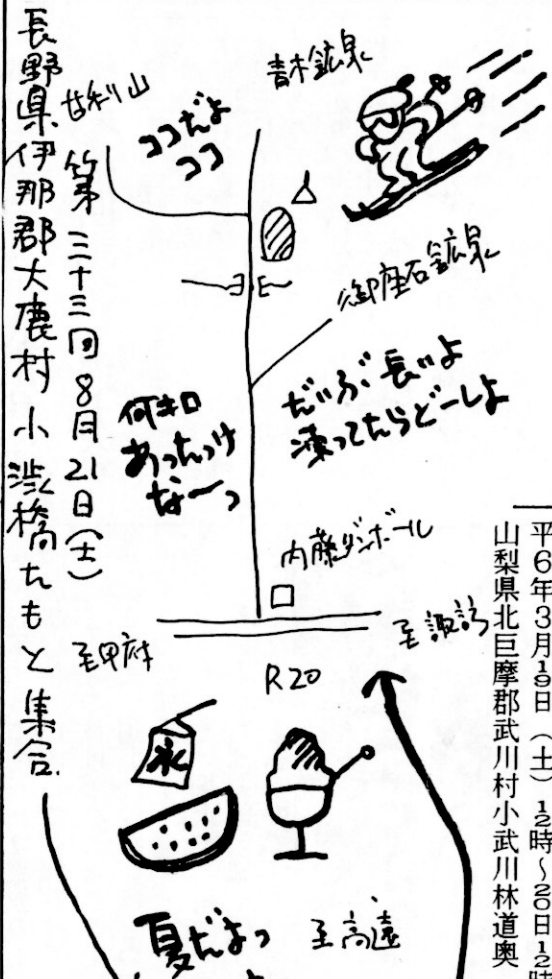 平6年3月19日(土)12時〜20日12時
山梨県北巨摩郡武川村小武川林道奥
青木鉱泉
甘利山
ココだよ
ココ
御座石鉱泉
だいぶ長いよ
凍ってたらどーしよ
何キロ
あったっけ
なーっ
内藤ダンボール
至諏訪
至甲府
R20
第三十三回8月21日(土)
長野県伊那郡大鹿村小渋橋たもと集合.
氷
夏だよっ
至高遠